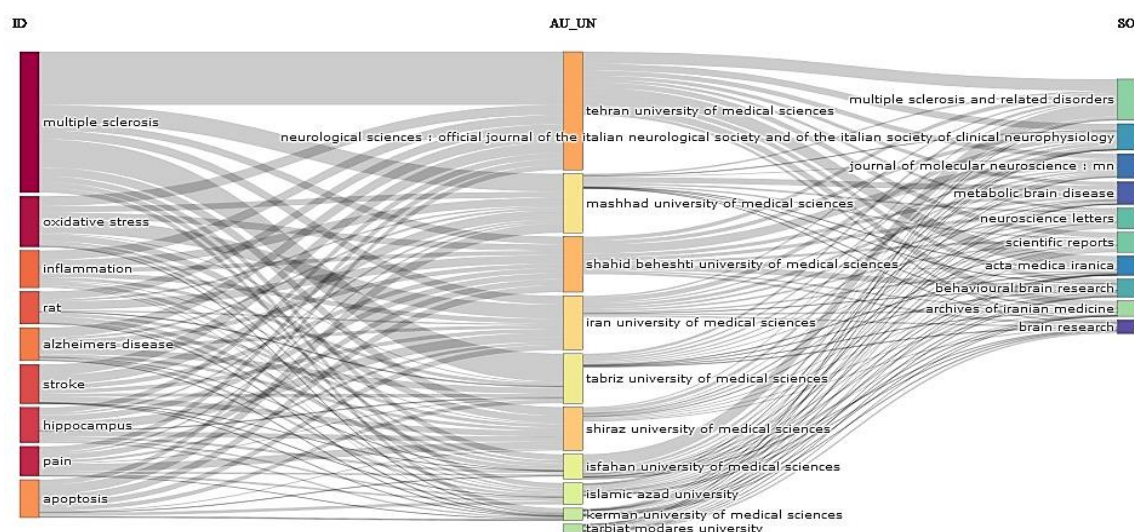 ID
AU_UN
SO
multiple sclerosis
oxidative stress
inflammation
rat
alzheimers disease
stroke
hippocampus
pain
apoptosis
tehran university of medical sciences
mashhad university of medical sciences
shahid beheshti university of medical sciences
iran university of medical sciences
tabriz university of medical sciences
shiraz university of medical sciences
isfahan university of medical sciences
islamic azad university
kerman university of medical sciences
tarbiat modares university
multiple sclerosis and related disorders
neurological sciences : official journal of the italian neurological society and of the italian society of clinical neurophysiology
journal of molecular neuroscience : mn
metabolic brain disease
neuroscience letters
scientific reports
acta medica iranica
behavioural brain research
archives of iranian medicine
brain research